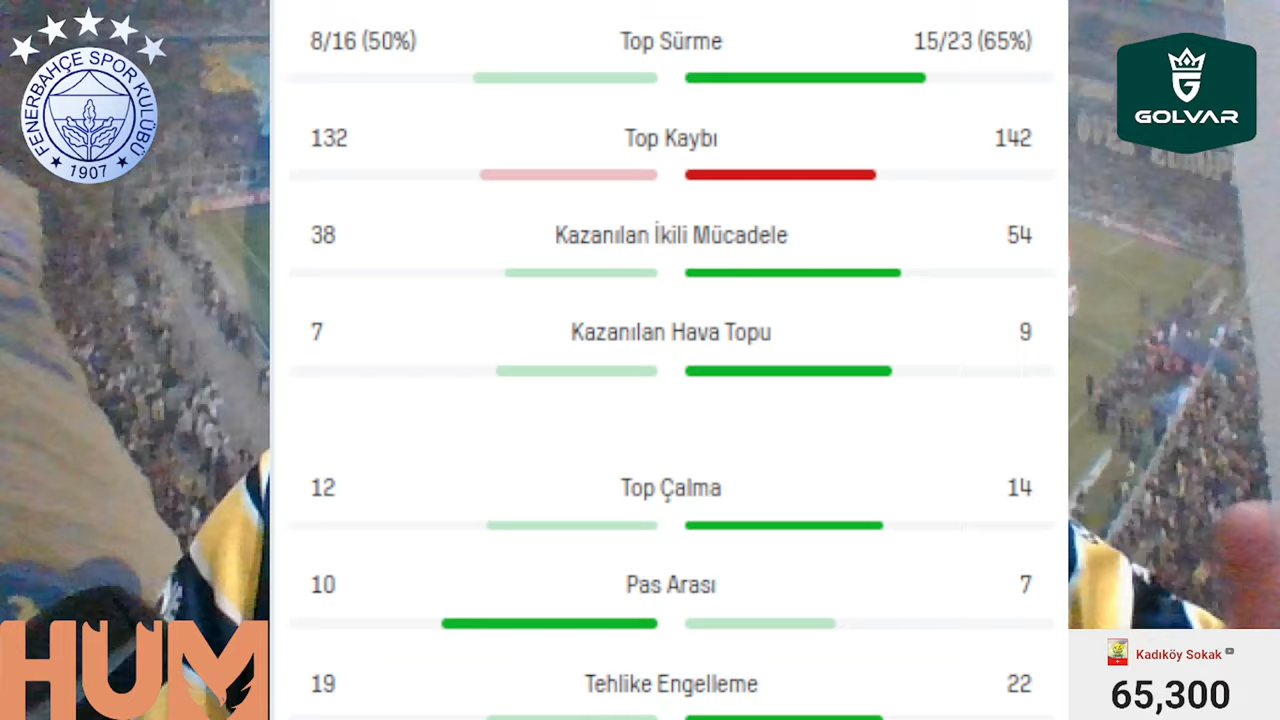 FENERBAHÇE SPOR KULÜBÜ
★ 1907 ★
8/16 (50%) Top Sürme 15/23 (65%)
132 Top Kaybı 142
38 Kazanılan İkili Mücadele 54
7 Kazanılan Hava Topu 9
12 Top Çalma 14
10 Pas Arası 7
19 Tehlike Engelleme 22
GOLVAR
HUM
Kadıköy Sokak
65,300